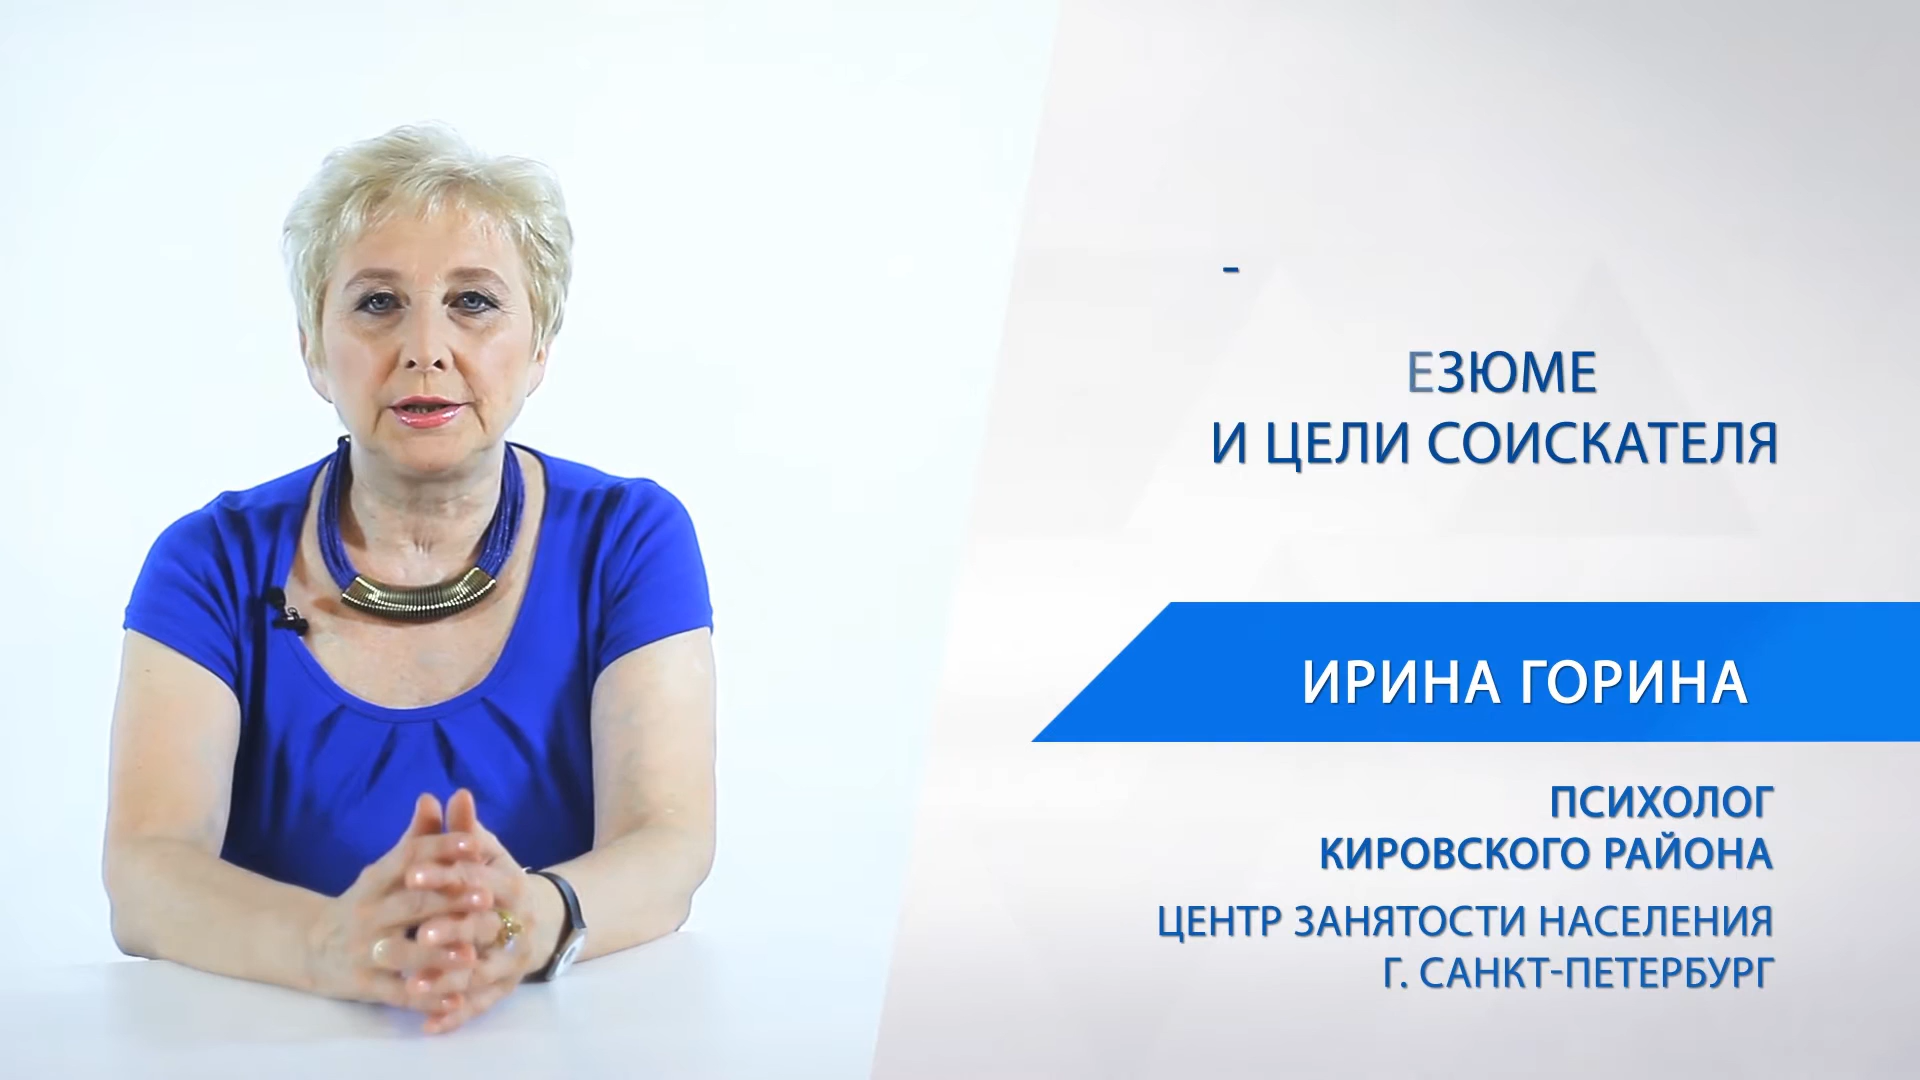 -
ЕЗЮМЕ
И ЦЕЛИ СОИСКАТЕЛЯ
ИРИНА ГОРИНА
ПСИХОЛОГ
КИРОВСКОГО РАЙОНА
ЦЕНТР ЗАНЯТОСТИ НАСЕЛЕНИЯ
Г. САНКТ-ПЕТЕРБУРГ